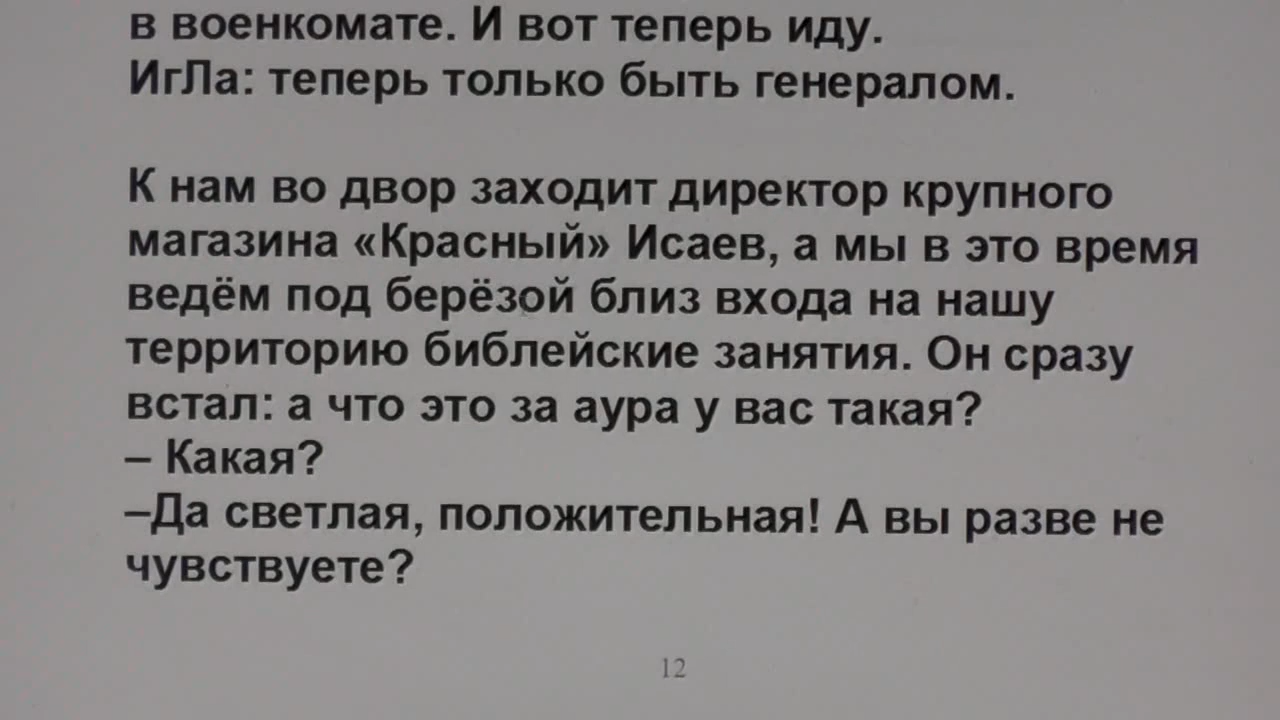 в военкомате. И вот теперь иду.
ИгЛа: теперь только быть генералом.
К нам во двор заходит директор крупного
магазина «Красный» Исаев, а мы в это время
ведём под берёзой близ входа на нашу
территорию библейские занятия. Он сразу
встал: а что это за аура у вас такая?
– Какая?
–Да светлая, положительная! А вы разве не
чувствуете?
12